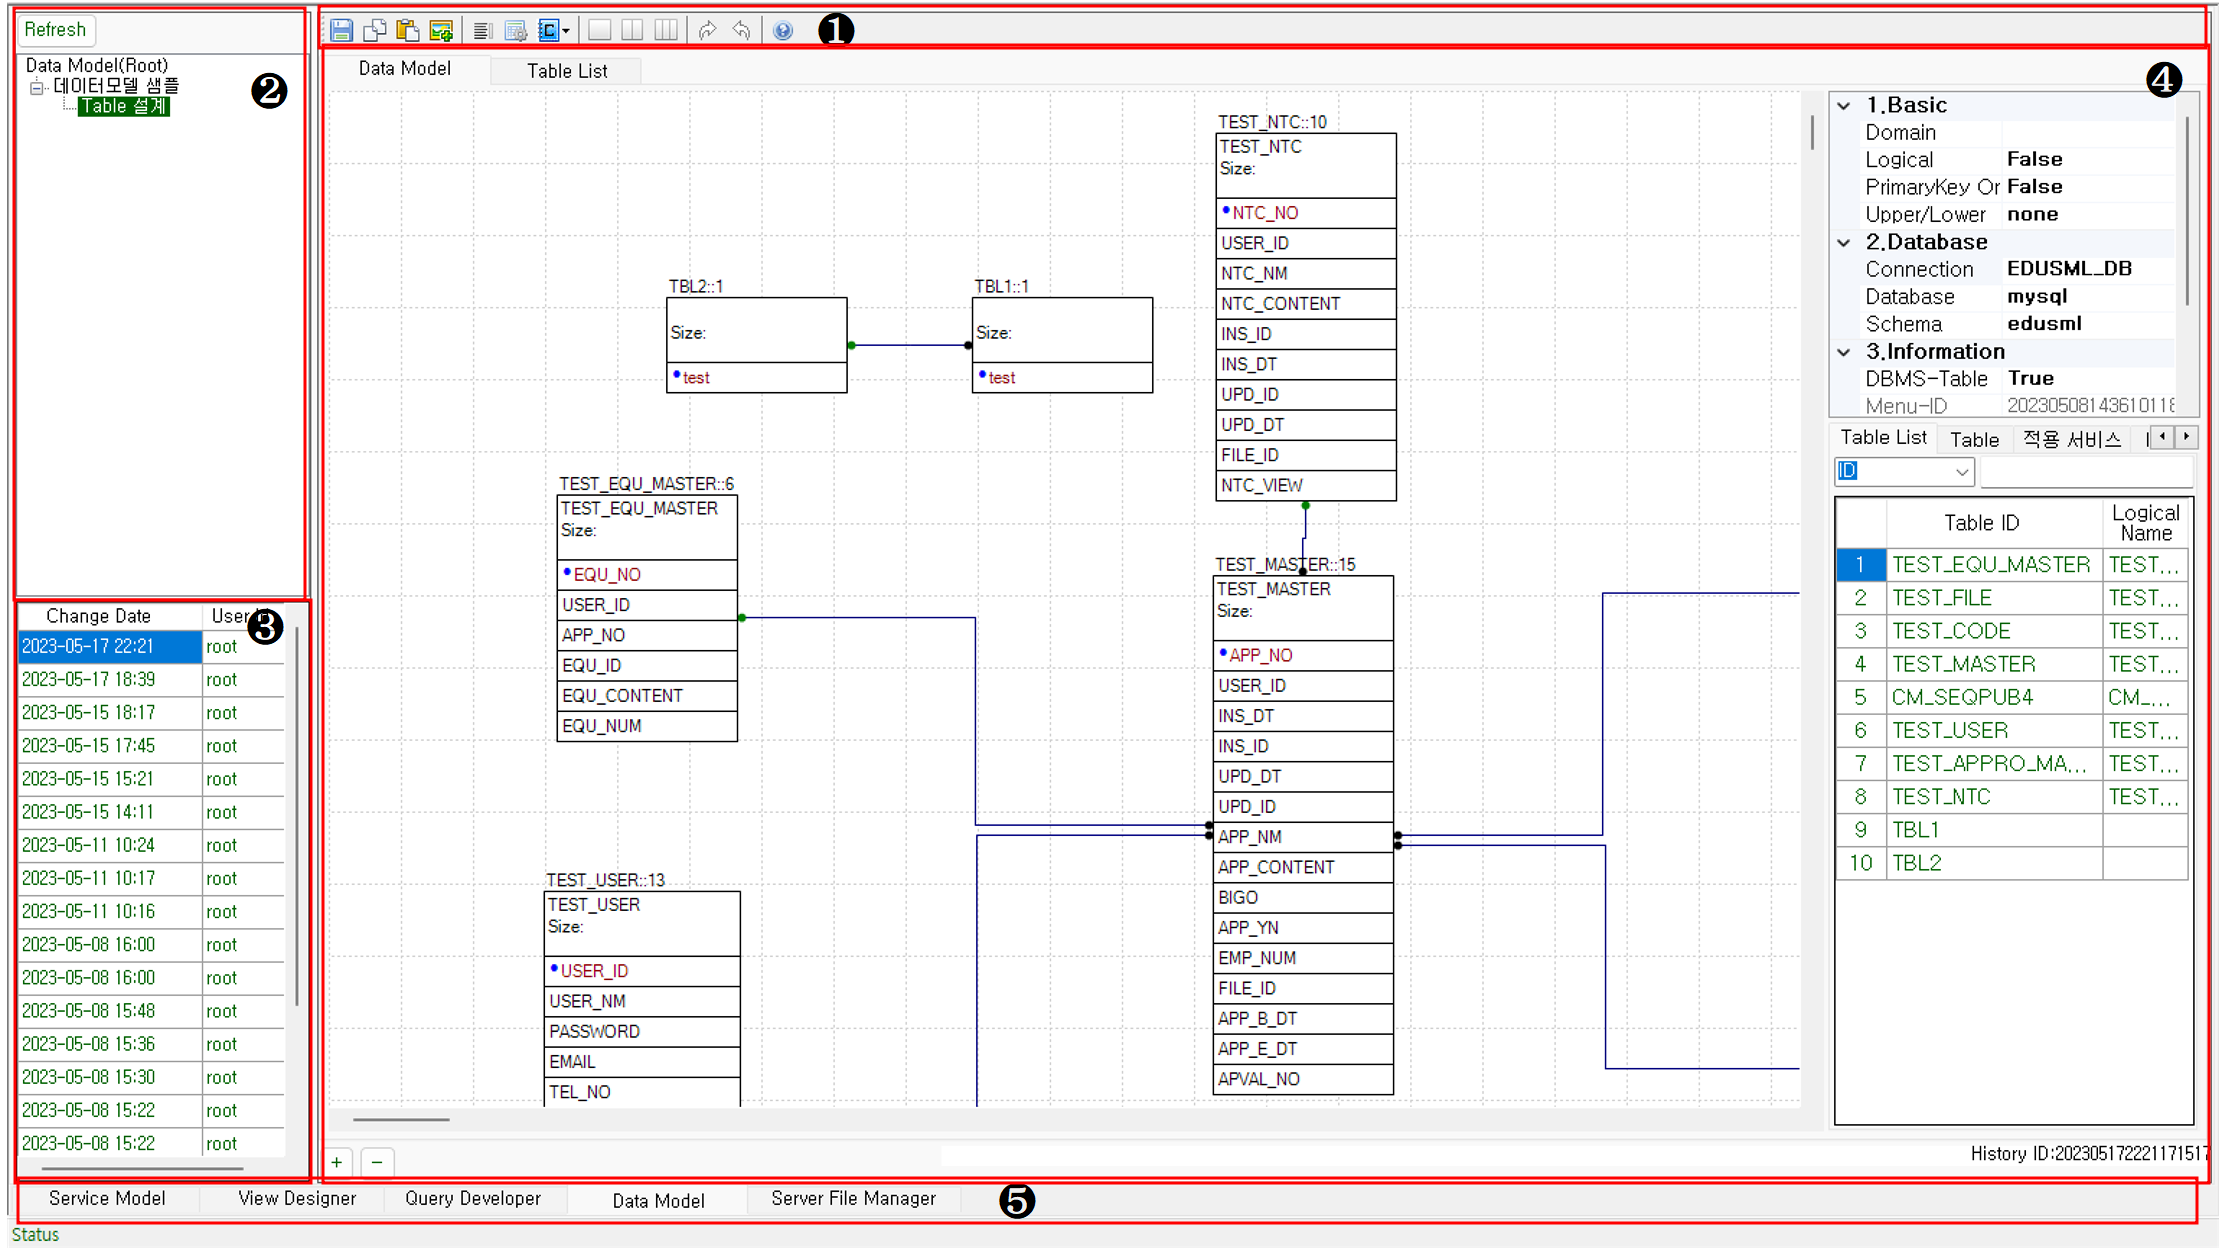 Refresh
❶
Data Model(Root)
데이터모델 샘플
Table 설계
❷
Change Date
User Id
❸
2023-05-17 22:21 root
2023-05-17 18:39 root
2023-05-15 18:17 root
2023-05-15 17:45 root
2023-05-15 15:21 root
2023-05-15 14:11 root
2023-05-11 10:24 root
2023-05-11 10:17 root
2023-05-11 10:16 root
2023-05-08 16:00 root
2023-05-08 16:00 root
2023-05-08 15:48 root
2023-05-08 15:36 root
2023-05-08 15:30 root
2023-05-08 15:22 root
2023-05-08 15:22 root
Data Model Table List
❹
TBL2::1
Size:
test
TBL1::1
Size:
test
TEST_NTC::10
TEST_NTC
Size:
NTC_NO
USER_ID
NTC_NM
NTC_CONTENT
INS_ID
INS_DT
UPD_ID
UPD_DT
FILE_ID
NTC_VIEW
TEST_EQU_MASTER::6
TEST_EQU_MASTER
Size:
EQU_NO
USER_ID
APP_NO
EQU_ID
EQU_CONTENT
EQU_NUM
TEST_MASTER::15
TEST_MASTER
Size:
APP_NO
USER_ID
INS_DT
INS_ID
UPD_DT
UPD_ID
APP_NM
APP_CONTENT
BIGO
APP_YN
EMP_NUM
FILE_ID
APP_B_DT
APP_E_DT
APVAL_NO
TEST_USER::13
TEST_USER
Size:
USER_ID
USER_NM
PASSWORD
EMAIL
TEL_NO
1.Basic
Domain
Logical False
PrimaryKey Or False
Upper/Lower none
2.Database
Connection EDUSML_DB
Database mysql
Schema edusml
3.Information
DBMS-Table True
Menu-ID 20230508143610118
Table List Table 적용 서비스
ID
Table ID Logical Name
1 TEST_EQU_MASTER TEST...
2 TEST_FILE TEST...
3 TEST_CODE TEST...
4 TEST_MASTER TEST...
5 CM_SEQPUB4 CM_...
6 TEST_USER TEST...
7 TEST_APPRO_MA... TEST...
8 TEST_NTC TEST...
9 TBL1
10 TBL2
+ −
History ID:202305172221171517
Service Model View Designer Query Developer Data Model Server File Manager
❺
Status